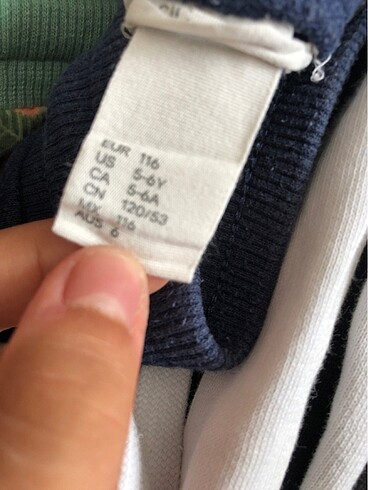 EUR 116
US 5-6Y
CA 5-6A
CN 120/53
MX 116
AUS 6